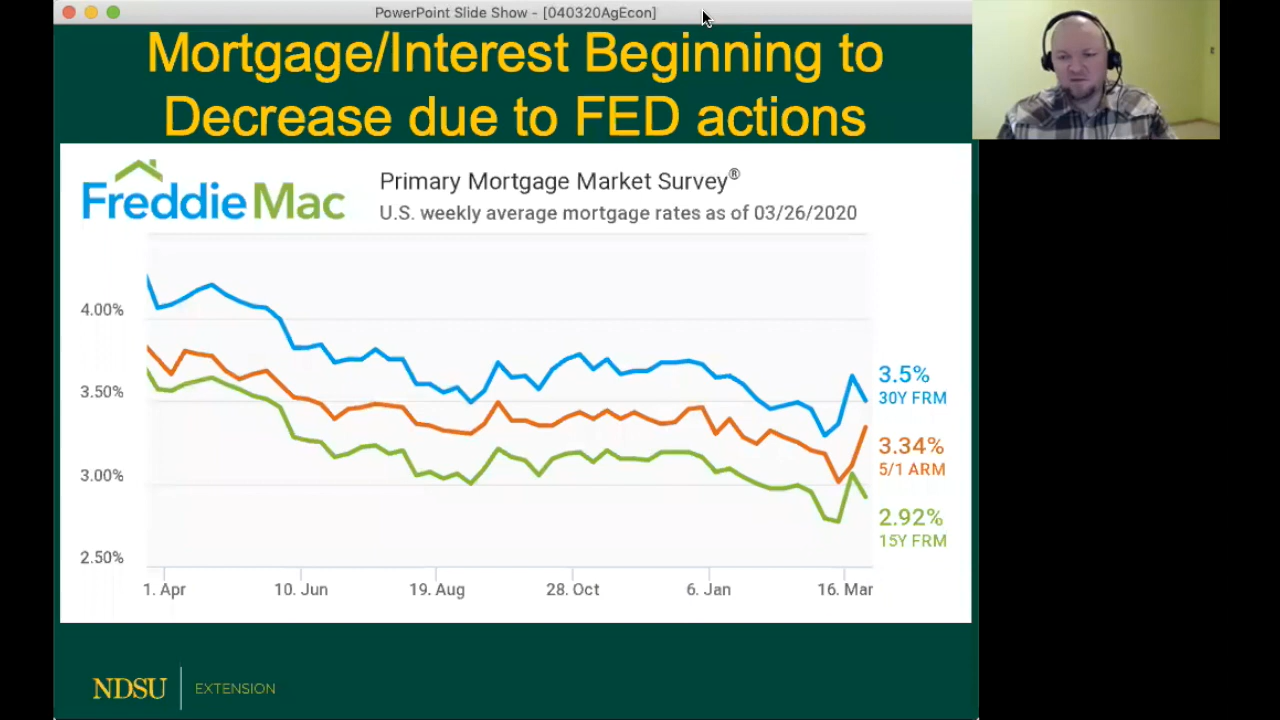 PowerPoint Slide Show - [040320AgEcon]
Mortgage/Interest Beginning to
Decrease due to FED actions
FreddieMac
Primary Mortgage Market Survey®
U.S. weekly average mortgage rates as of 03/26/2020
4.00%
3.50%
3.00%
2.50%
3.5%
30Y FRM
3.34%
5/1 ARM
2.92%
15Y FRM
1. Apr
10. Jun
19. Aug
28. Oct
6. Jan
16. Mar
NDSU
EXTENSION